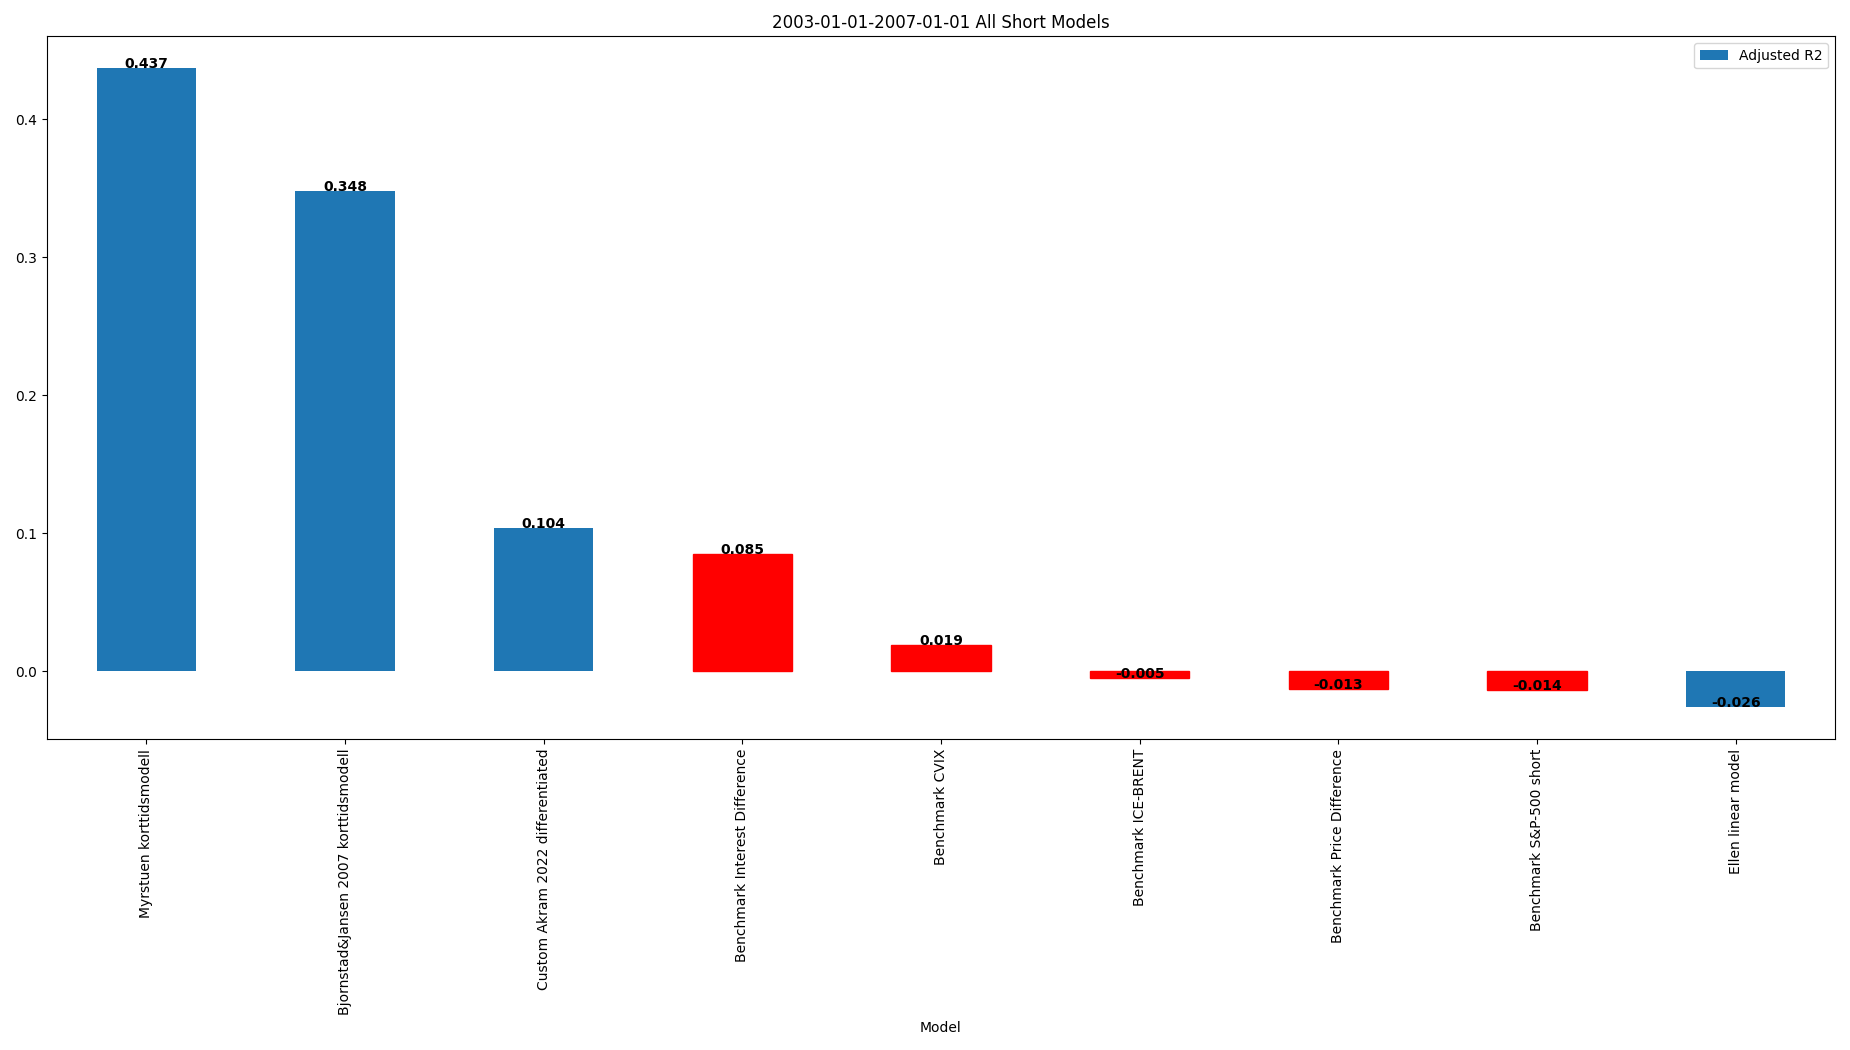 2003-01-01-2007-01-01 All Short Models
Adjusted R2
0.4
0.3
0.2
0.1
0.0
0.437
0.348
0.104
0.085
0.019
-0.005
-0.013
-0.014
-0.026
Myrstuen korttidsmodell
Bjornstad&Jansen 2007 korttidsmodell
Custom Akram 2022 differentiated
Benchmark Interest Difference
Benchmark CVIX
Benchmark ICE-BRENT
Benchmark Price Difference
Benchmark S&P-500 short
Ellen linear model
Model